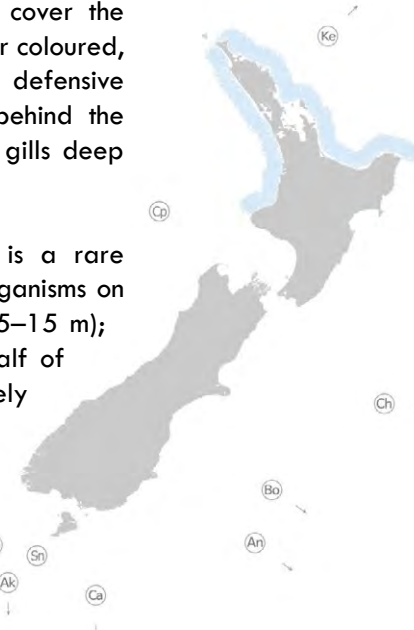 cover the
r coloured,
defensive
behind the
gills deep
is a rare
ganisms on
5–15 m);
alf of
ely
Ke
Cp
Ch
Bo
An
Sn
Ak
Ca